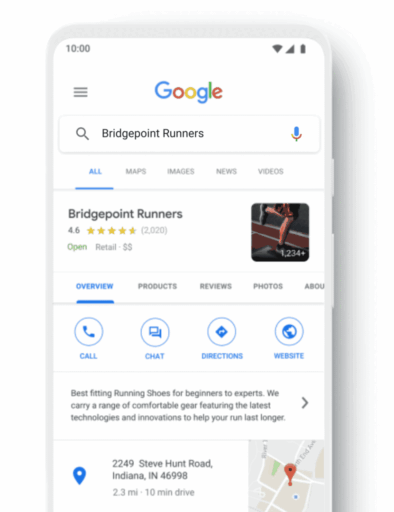 10:00
Google
Bridgepoint Runners
ALL MAPS IMAGES NEWS VIDEOS
Bridgepoint Runners
4.6 (2,020)
Open Retail · $$
1,234+
OVERVIEW PRODUCTS REVIEWS PHOTOS ABOU
CALL CHAT DIRECTIONS WEBSITE
Best fitting Running Shoes for beginners to experts. We
carry a range of comfortable gear featuring the latest
technologies and innovations to help your run last longer.
2249 Steve Hunt Road,
Indiana, IN 46998
2.3 mi · 10 min drive